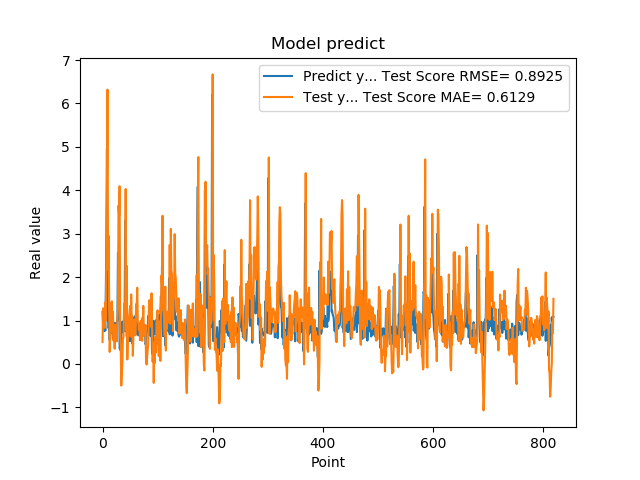 Model predict
Predict y... Test Score RMSE= 0.8925
Test y... Test Score MAE= 0.6129
7
6
5
4
3
2
1
0
−1
Real value
0 200 400 600 800
Point